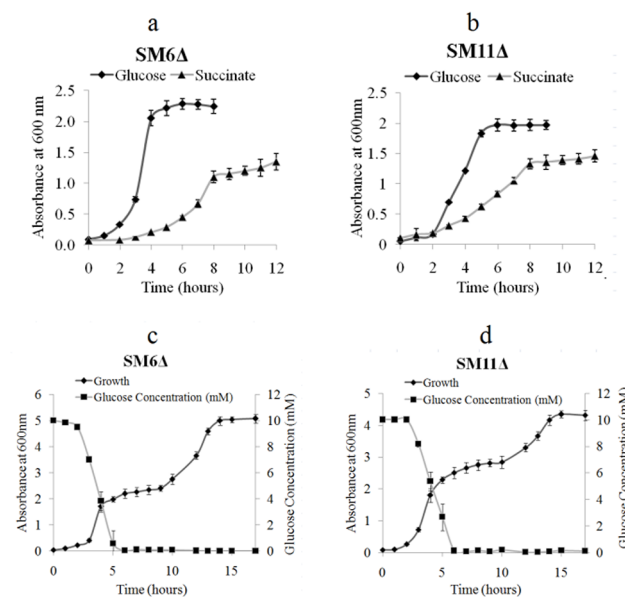 a
SM6Δ
Glucose Succinate
Absorbance at 600 nm
2.5
2.0
1.5
1.0
0.5
0.0
0 2 4 6 8 10 12
Time (hours)
b
SM11Δ
Glucose Succinate
Absorbance at 600nm
2.5
2
1.5
1
0.5
0
0 2 4 6 8 10 12
Time (hours)
c
SM6Δ
Growth
Glucose Concentration (mM)
Absorbance at 600nm
6
5
4
3
2
1
0
12
10
8
6
4
2
0
Glucose Concentration (mM)
0 5 10 15
Time (hours)
d
SM11Δ
Growth
Glucose Concentration (mM)
Absorbance at 600nm
5
4
3
2
1
0
12
10
8
6
4
2
0
Glucose Concentration (mM)
0 5 10 15
Time (hours)